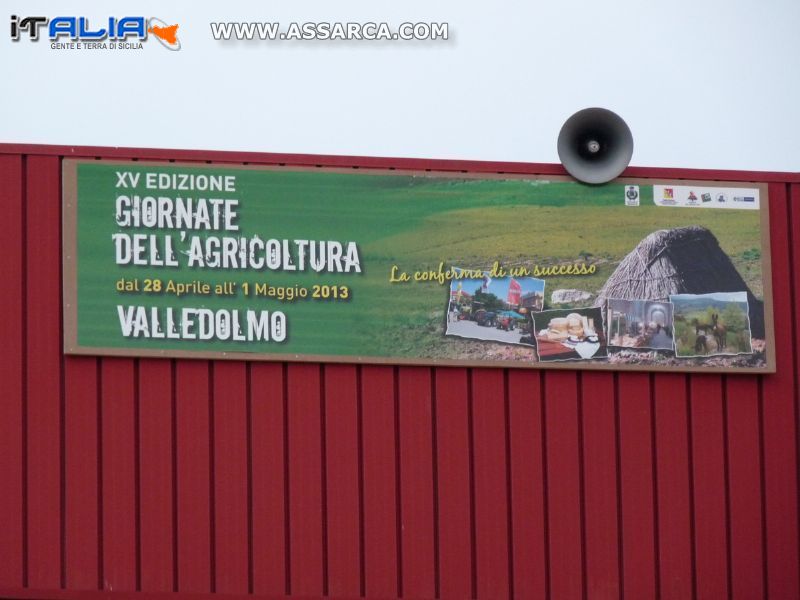 iTALIA
GENTE E TERRA DI SICILIA
WWW.ASSARCA.COM
XV EDIZIONE
GIORNATE
DELL'AGRICOLTURA
dal 28 Aprile all' 1 Maggio 2013
VALLEDOLMO
La conferma di un successo